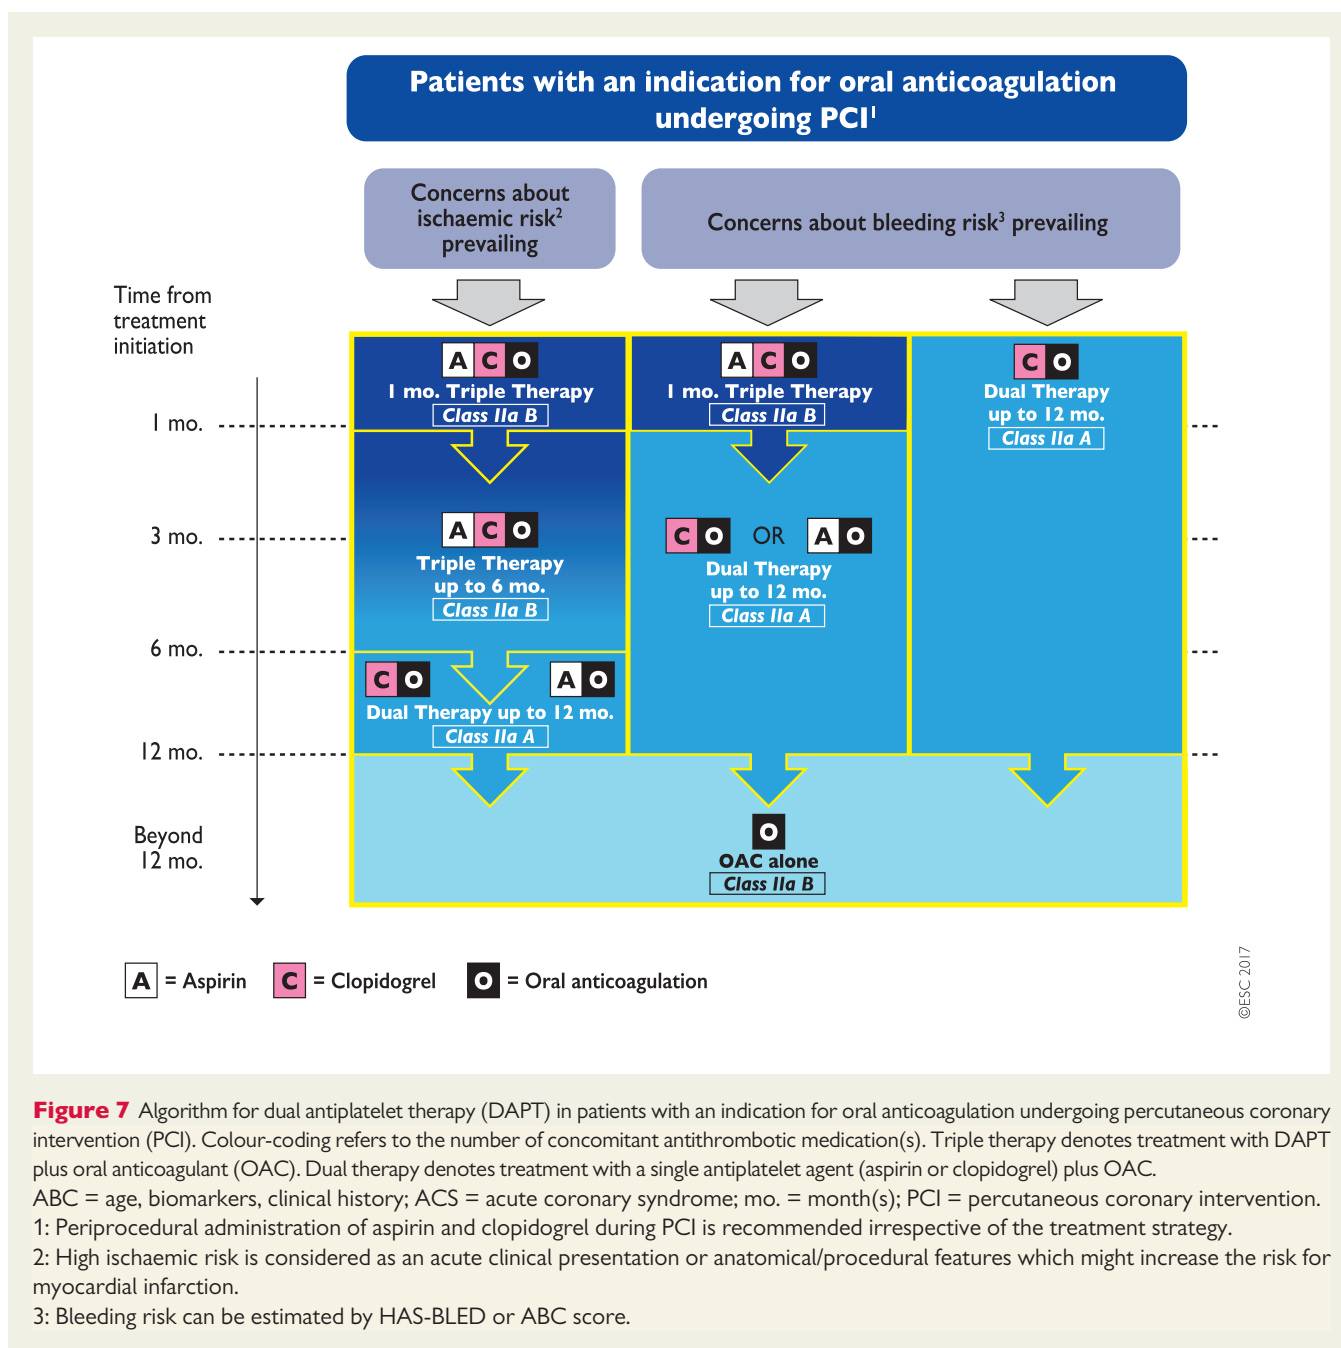 Patients with an indication for oral anticoagulation
undergoing PCI¹
Concerns about
ischaemic risk²
prevailing
Concerns about bleeding risk³ prevailing
Time from
treatment
initiation
A C O
1 mo. Triple Therapy
Class IIa B
A C O
1 mo. Triple Therapy
Class IIa B
C O
Dual Therapy
up to 12 mo.
Class IIa A
1 mo.
A C O
Triple Therapy
up to 6 mo.
Class IIa B
C O OR A O
Dual Therapy
up to 12 mo.
Class IIa A
3 mo.
6 mo.
C O A O
Dual Therapy up to 12 mo.
Class IIa A
12 mo.
Beyond
12 mo.
O
OAC alone
Class IIa B
A = Aspirin C = Clopidogrel O = Oral anticoagulation
©ESC 2017
Figure 7 Algorithm for dual antiplatelet therapy (DAPT) in patients with an indication for oral anticoagulation undergoing percutaneous coronary
intervention (PCI). Colour-coding refers to the number of concomitant antithrombotic medication(s). Triple therapy denotes treatment with DAPT
plus oral anticoagulant (OAC). Dual therapy denotes treatment with a single antiplatelet agent (aspirin or clopidogrel) plus OAC.
ABC = age, biomarkers, clinical history; ACS = acute coronary syndrome; mo. = month(s); PCI = percutaneous coronary intervention.
1: Periprocedural administration of aspirin and clopidogrel during PCI is recommended irrespective of the treatment strategy.
2: High ischaemic risk is considered as an acute clinical presentation or anatomical/procedural features which might increase the risk for
myocardial infarction.
3: Bleeding risk can be estimated by HAS-BLED or ABC score.